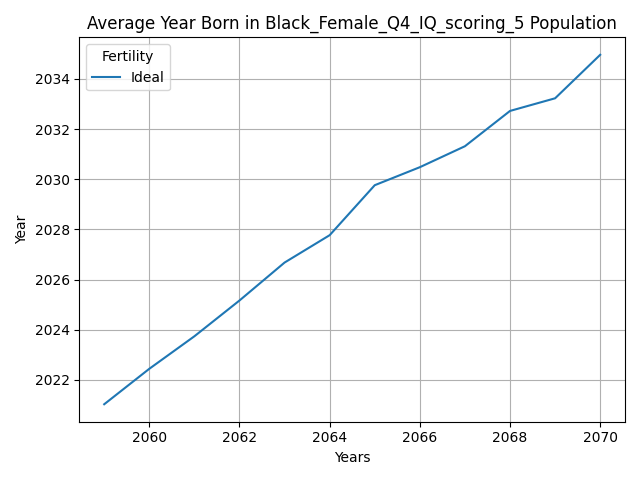 Average Year Born in Black_Female_Q4_IQ_scoring_5 Population
Fertility
Ideal
2034
2032
2030
2028
2026
2024
2022
Year
2060 2062 2064 2066 2068 2070
Years